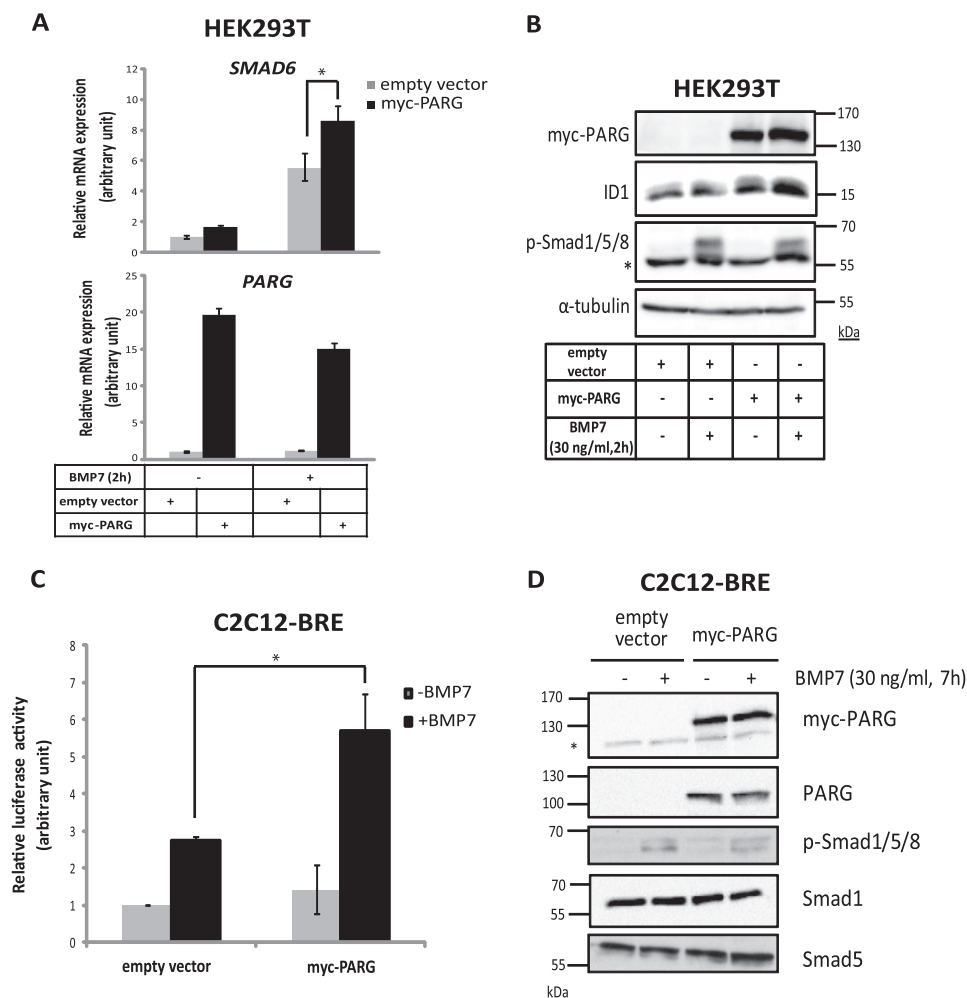 A
HEK293T
SMAD6
*
empty vector
myc-PARG
Relative mRNA expression
(arbitrary unit)
12
10
8
6
4
2
0
PARG
Relative mRNA expression
(arbitrary unit)
25
20
15
10
5
0
BMP7 (2h) - +
empty vector + +
myc-PARG + +
B
HEK293T
myc-PARG 170
130
ID1 15
p-Smad1/5/8 70
* 55
α-tubulin 55
kDa
empty
vector + + - -
myc-PARG - - + +
BMP7
(30 ng/ml,2h) - + - +
C
C2C12-BRE
*
-BMP7
+BMP7
Relative luciferase activity
(arbitrary unit)
8
7
6
5
4
3
2
1
0
empty vector myc-PARG
D
C2C12-BRE
empty
vector myc-PARG
- + - + BMP7 (30 ng/ml, 7h)
170
130 myc-PARG
*
130
100 PARG
70 p-Smad1/5/8
70 Smad1
55
55 Smad5
kDa